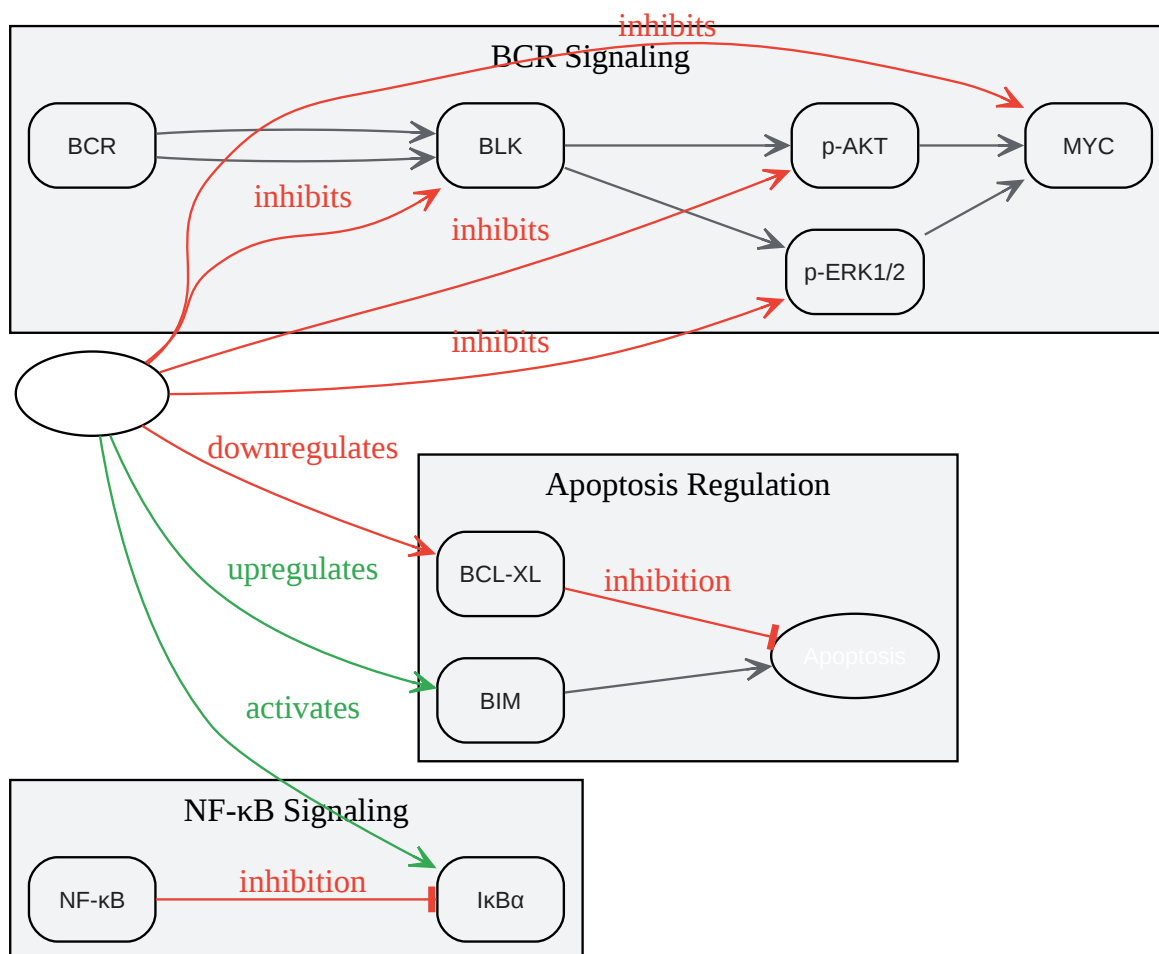 inhibits
BCR Signaling
BCR
BLK
p-AKT
MYC
inhibits
inhibits
p-ERK1/2
inhibits
downregulates
Apoptosis Regulation
upregulates
BCL-XL
inhibition
Apoptosis
BIM
activates
NF-κB Signaling
NF-κB
inhibition
IκBα